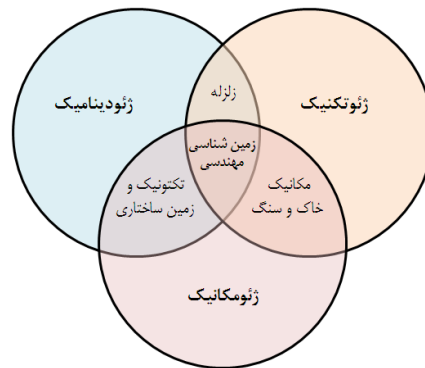 زلزله
ژئوتکنیک
ژئودینامیک
زمین شناسی
مهندسی
مکانیک
خاک و سنگ
تکتونیک و
زمین ساختاری
ژئومکانیک